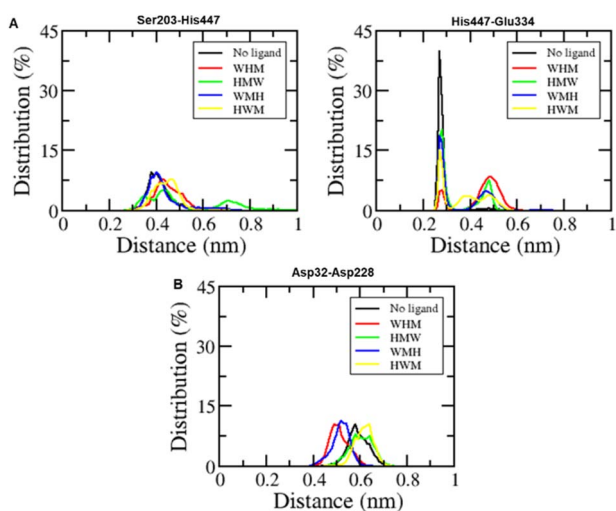 A
Ser203-His447
His447-Glu334
45
30
15
0
Distribution (%)
No ligand
WHM
HMW
WMH
HWM
0 0.2 0.4 0.6 0.8 1
Distance (nm)
45
30
15
0
Distribution (%)
No ligand
WHM
HMW
WMH
HWM
0 0.2 0.4 0.6 0.8 1
Distance (nm)
B
Asp32-Asp228
45
30
15
0
Distribution (%)
No ligand
WHM
HMW
WMH
HWM
0 0.2 0.4 0.6 0.8 1
Distance (nm)